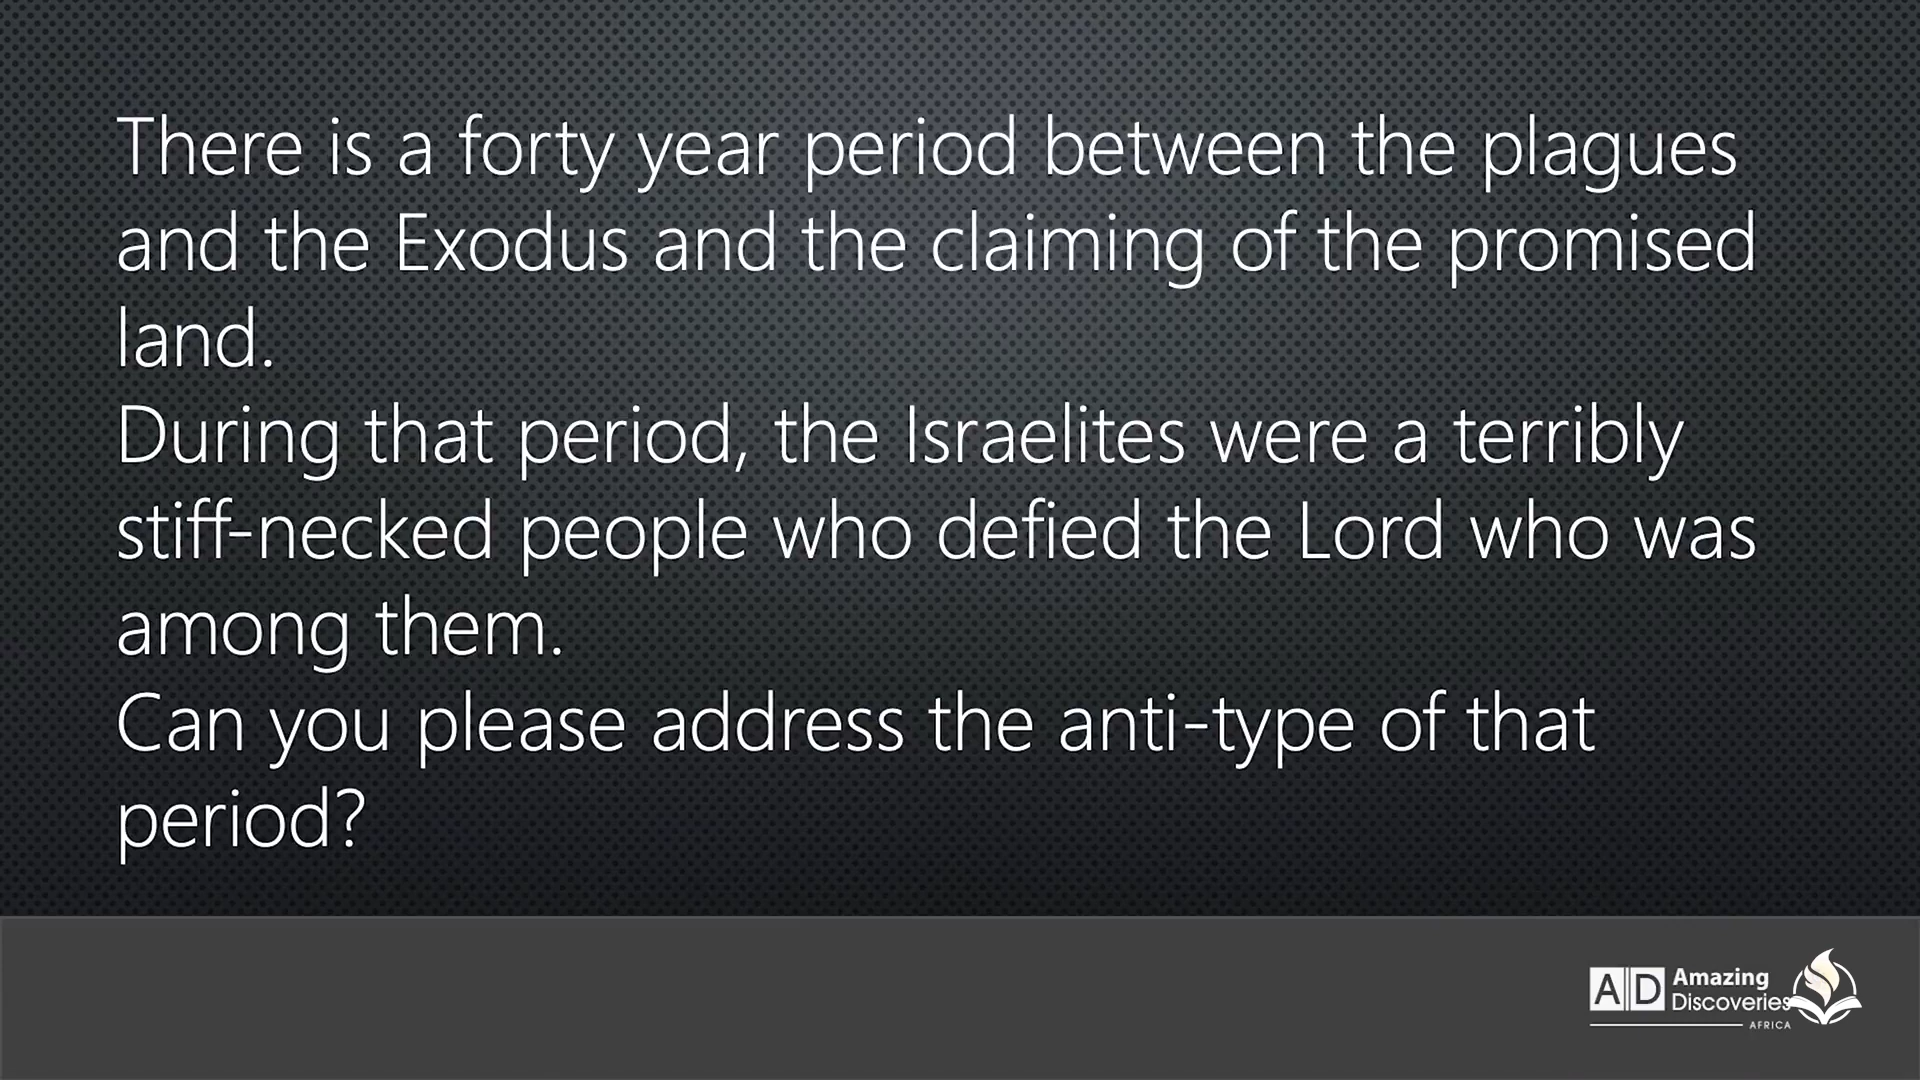 There is a forty year period between the plagues
and the Exodus and the claiming of the promised
land.
During that period, the Israelites were a terribly
stiff-necked people who defied the Lord who was
among them.
Can you please address the anti-type of that
period?
AD Amazing
Discoveries
AFRICA